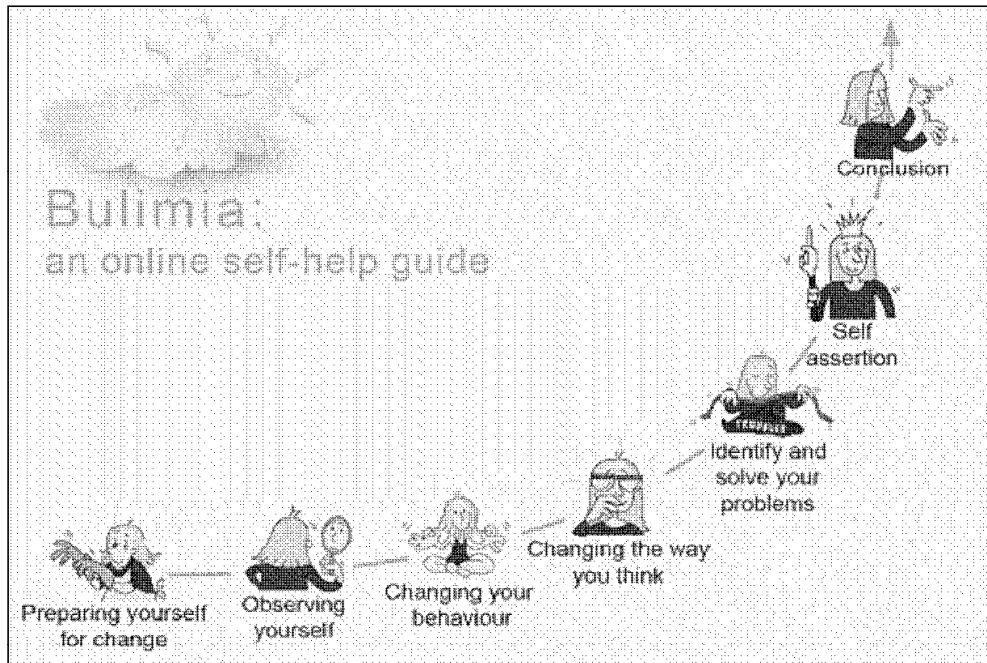 Bulimia:
an online self-help guide
Preparing yourself
for change
Observing
yourself
Changing your
behaviour
Changing the way
you think
Identify and
solve your
problems
Self
assertion
Conclusion